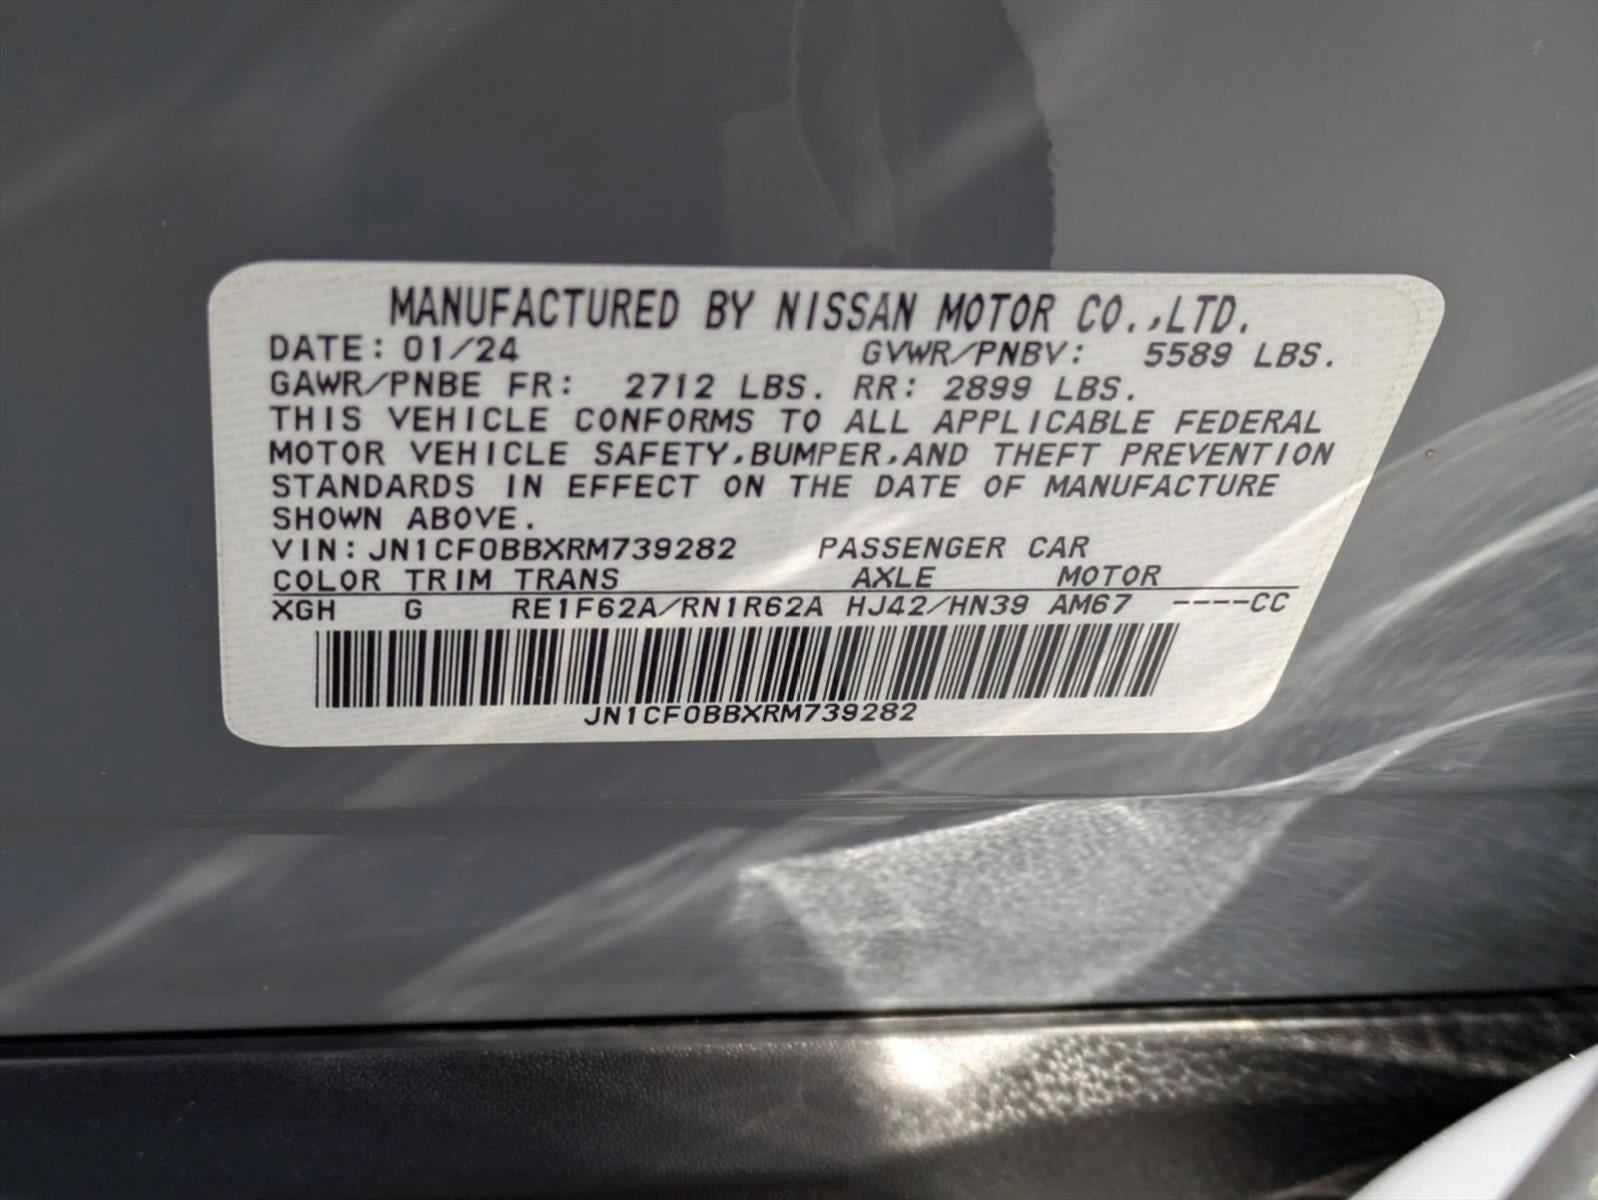 MANUFACTURED BY NISSAN MOTOR CO.,LTD.
DATE: 01/24 GVWR/PNBV: 5589 LBS.
GAWR/PNBE FR: 2712 LBS. RR: 2899 LBS.
THIS VEHICLE CONFORMS TO ALL APPLICABLE FEDERAL
MOTOR VEHICLE SAFETY,BUMPER,AND THEFT PREVENTION
STANDARDS IN EFFECT ON THE DATE OF MANUFACTURE
SHOWN ABOVE.
VIN: JN1CF0BBXRM739282 PASSENGER CAR
COLOR TRIM TRANS AXLE MOTOR
XGH G RE1F62A/RN1R62A HJ42/HN39 AM67 ----CC
JN1CF0BBXRM739282